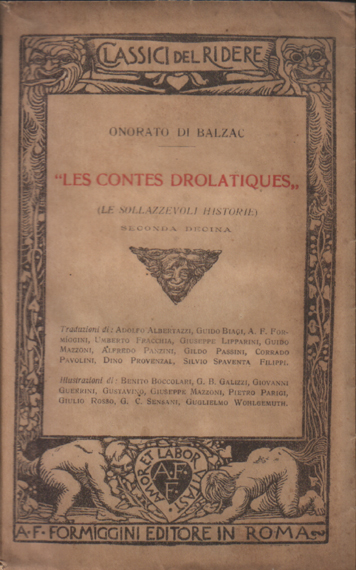 CLASSICI DEL RIDERE
ONORATO DI BALZAC
"LES CONTES DROLATIQUES„
(LE SOLLAZZEVOLI HISTORIE)
SECONDA DECINA
Traduzioni di: ADOLFO ALBERTAZZI, GUIDO BIAGI, A. F. FOR-
MIGGINI, UMBERTO FRACCHIA, GIUSEPPE LIPPARINI, GUIDO
MAZZONI, ALFREDO PANZINI, GILDO PASSINI, CORRADO
PAVOLINI, DINO PROVENZAL, SILVIO SPAVENTA FILIPPI.
Illustrazioni di: BENITO BOCCOLARI, G. B. GALIZZI, GIOVANNI
GUERRINI, GUSTAVINO, GIUSEPPE MAZZONI, PIETRO PARIGI,
GIULIO ROSSO, G. C. SENSANI, GUGLIELMO WOHLGEMUTH.
AMOR ET LABOR
A. F.
F.
A·F· FORMIGGINI EDITORE IN ROMA